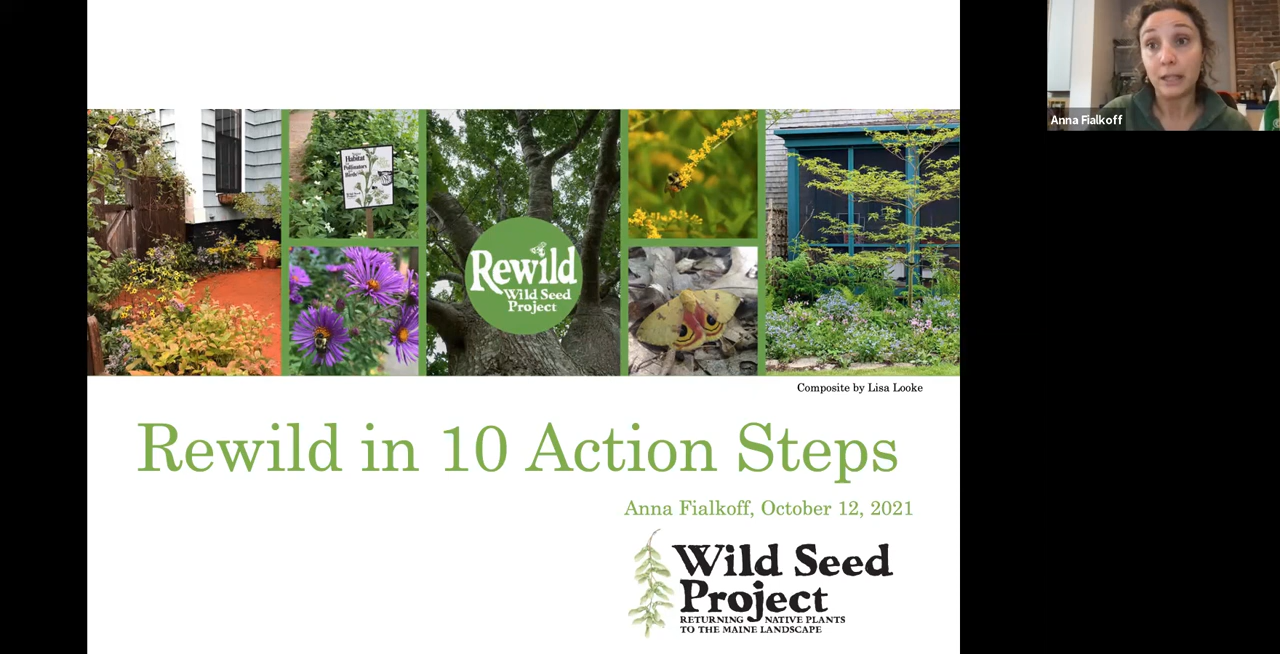 Anna Fialkoff
Habitat
Pollinators
Birds
Rewild
Wild Seed
Project
Composite by Lisa Looke
Rewild in 10 Action Steps
Anna Fialkoff, October 12, 2021
Wild Seed
Project
RETURNING NATIVE PLANTS
TO THE MAINE LANDSCAPE